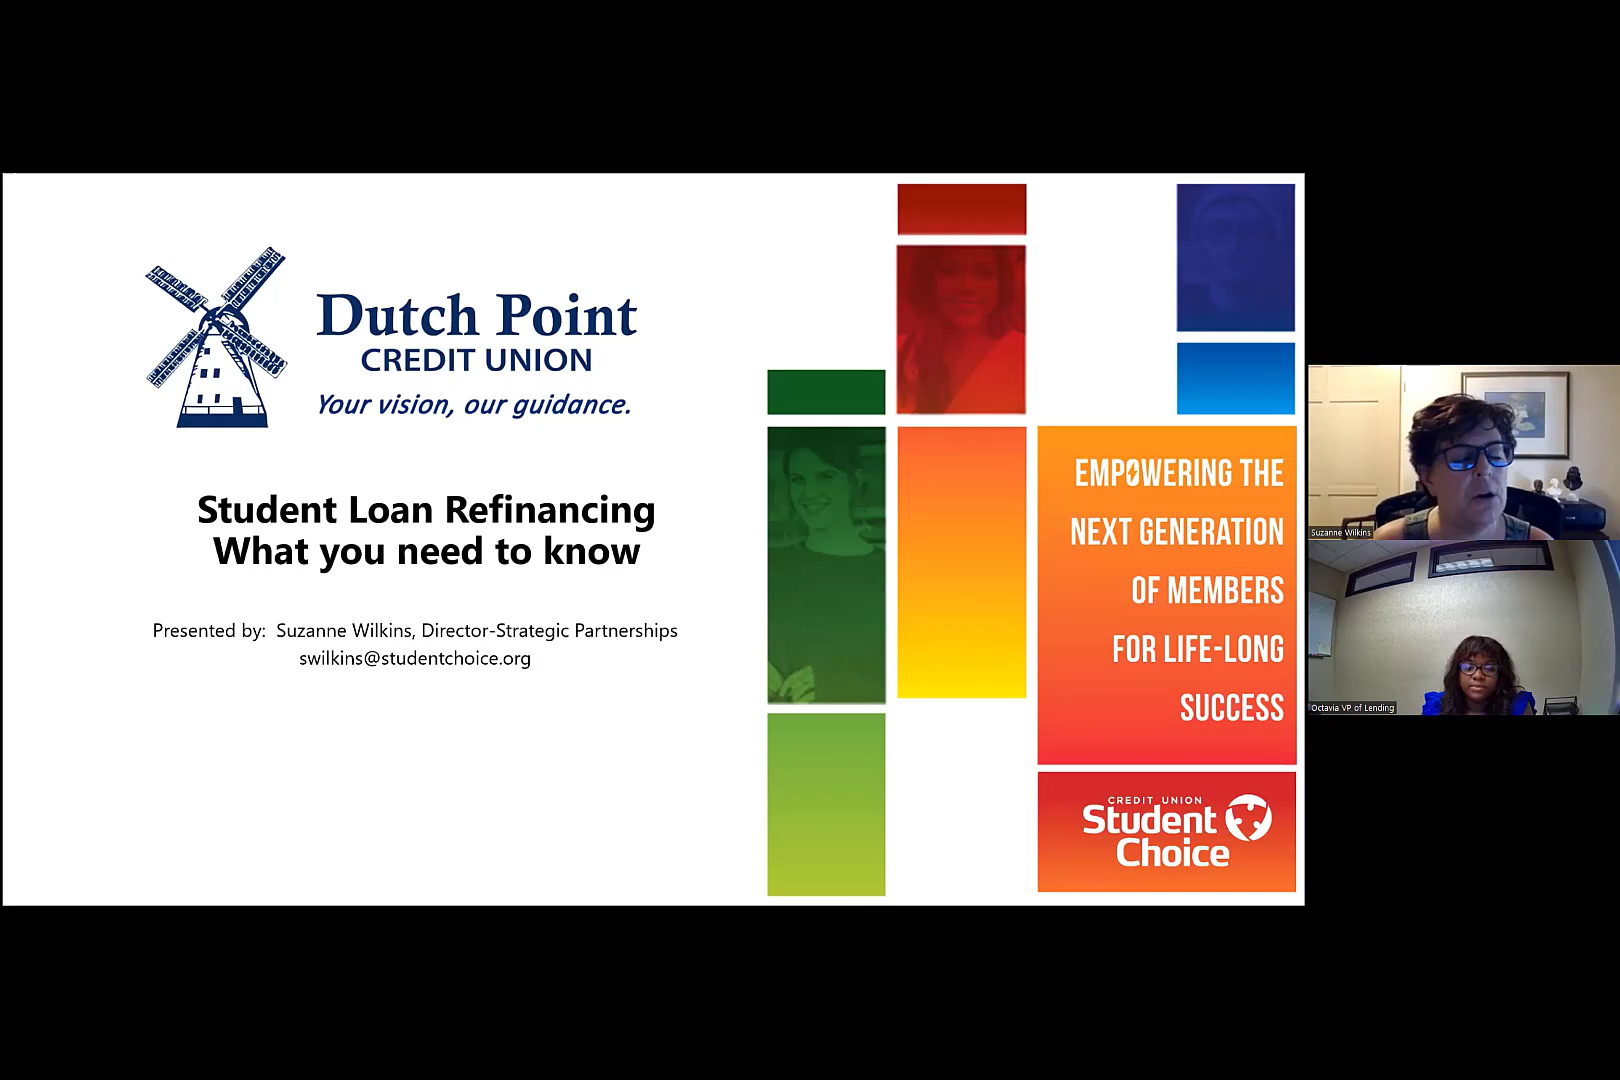 Dutch Point
CREDIT UNION
Your vision, our guidance.
Student Loan Refinancing
What you need to know
Presented by:  Suzanne Wilkins, Director-Strategic Partnerships
swilkins@studentchoice.org
EMPOWERING THE
NEXT GENERATION
OF MEMBERS
FOR LIFE-LONG
SUCCESS
CREDIT UNION
Student
Choice
Suzanne Wilkins
Octavia VP of Lending